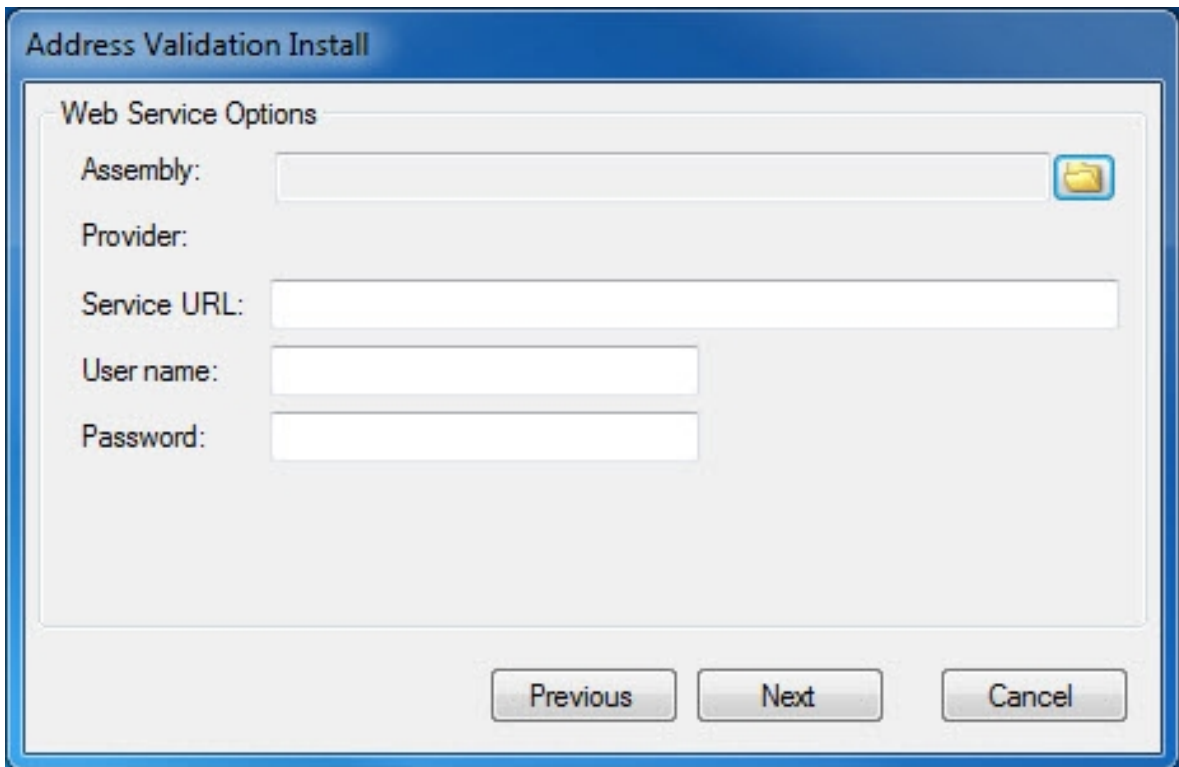 Address Validation Install
Web Service Options
Assembly:
Provider:
Service URL:
User name:
Password:
Previous Next Cancel